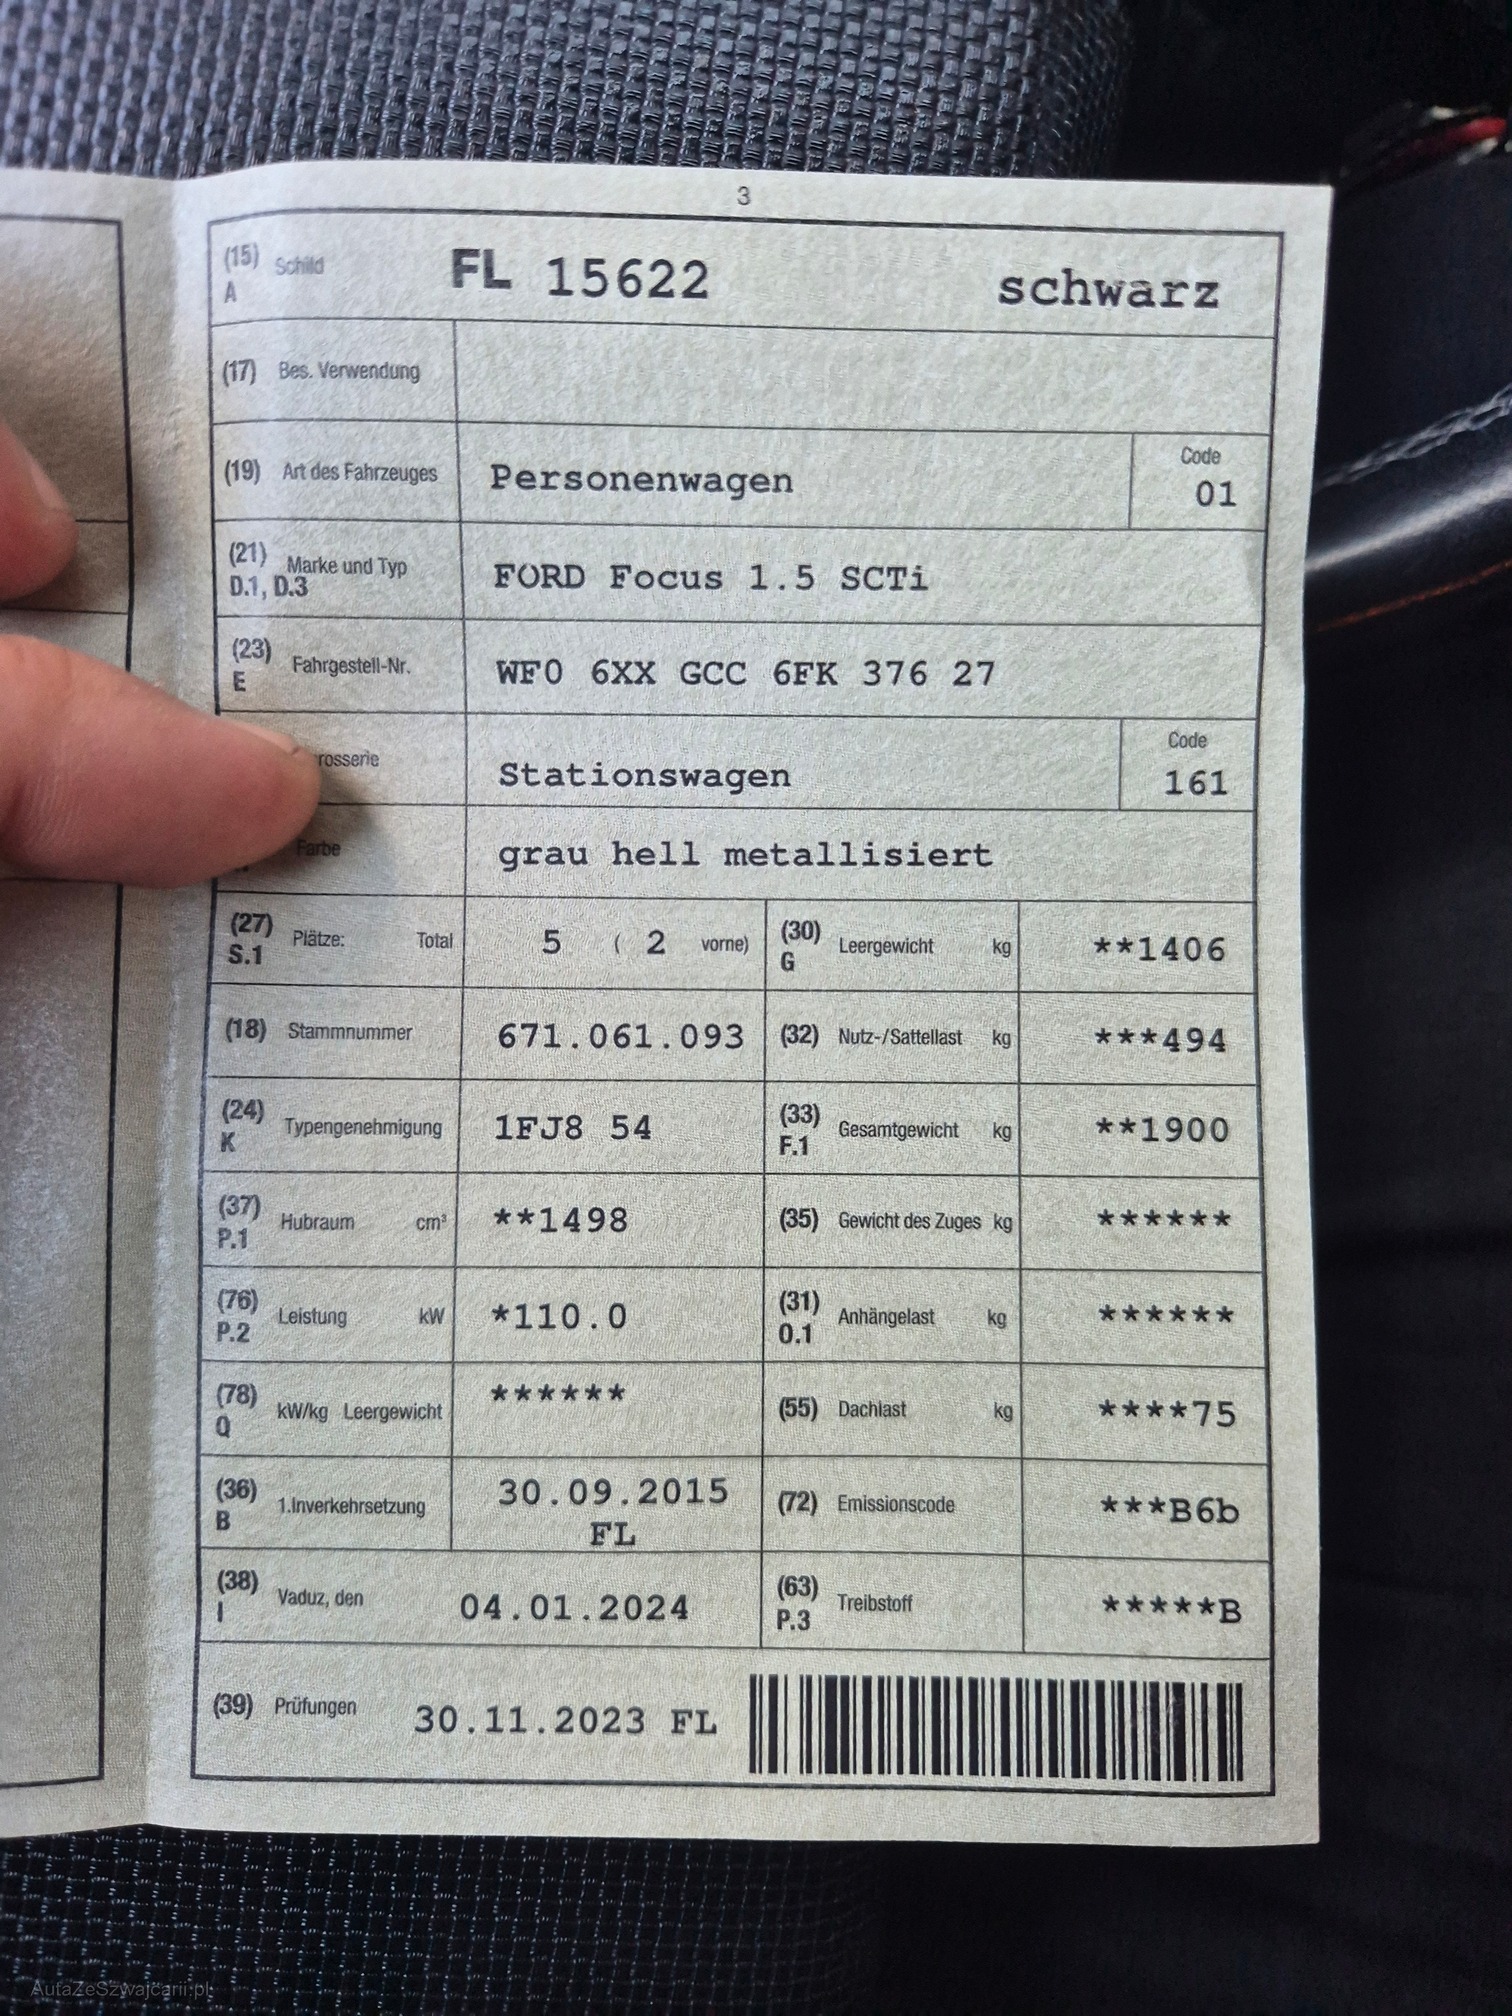 3
(15) Schild FL 15622 schwarz
A
(17) Bes. Verwendung
(19) Art des Fahrzeuges Personenwagen Code 01
(21) Marke und Typ FORD Focus 1.5 SCTi
D.1, D.3
(23) Fahrgestell-Nr. WF0 6XX GCC 6FK 376 27
E
rosserie Stationswagen Code 161
Farbe grau hell metallisiert
(27) Plätze: Total 5 ( 2 vorne) (30) Leergewicht kg **1406
S.1 G
(18) Stammnummer 671.061.093 (32) Nutz-/Sattellast kg ***494
(24) Typengenehmigung 1FJ8 54 (33) Gesamtgewicht kg **1900
K F.1
(37) Hubraum cm³ **1498 (35) Gewicht des Zuges kg ******
P.1
(76) Leistung kW *110.0 (31) Anhängelast kg ******
P.2 O.1
(78) kW/kg Leergewicht ****** (55) Dachlast kg ****75
Q
(36) 1.Inverkehrsetzung 30.09.2015 (72) Emissionscode ***B6b
B FL
(38) Vaduz, den 04.01.2024 (63) Treibstoff *****B
I P.3
(39) Prüfungen 30.11.2023 FL
AutaZeSzwajcarii.pl